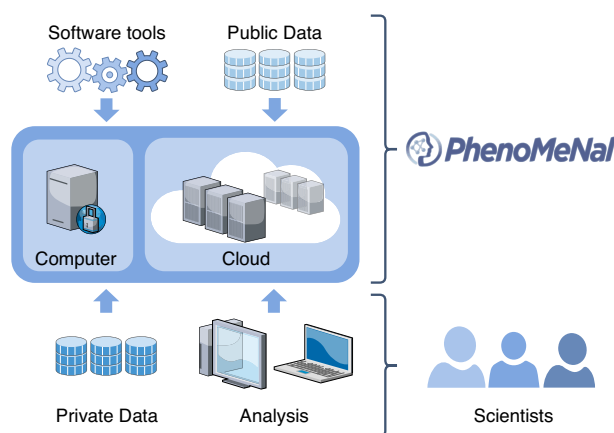 Software tools
Public Data
PhenoMeNal
Computer
Cloud
Private Data
Analysis
Scientists